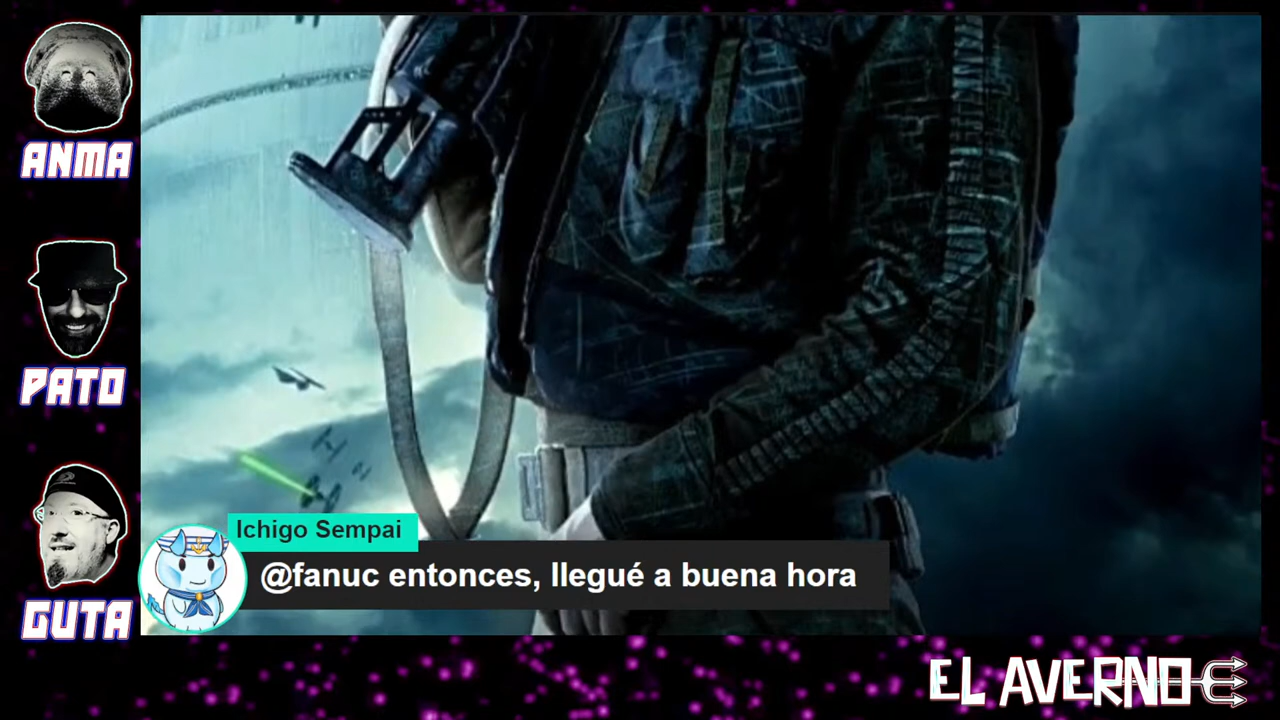 ANMA
PATO
GUTA
Ichigo Sempai
@fanuc entonces, llegué a buena hora
EL AVERNO